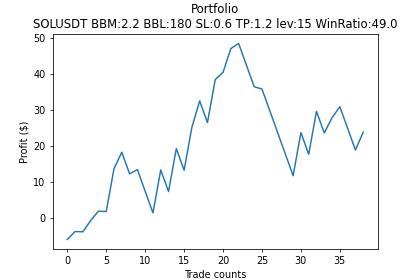 Portfolio
SOLUSDT BBM:2.2 BBL:180 SL:0.6 TP:1.2 lev:15 WinRatio:49.0
50
40
30
20
10
0
Profit ($)
0 5 10 15 20 25 30 35
Trade counts